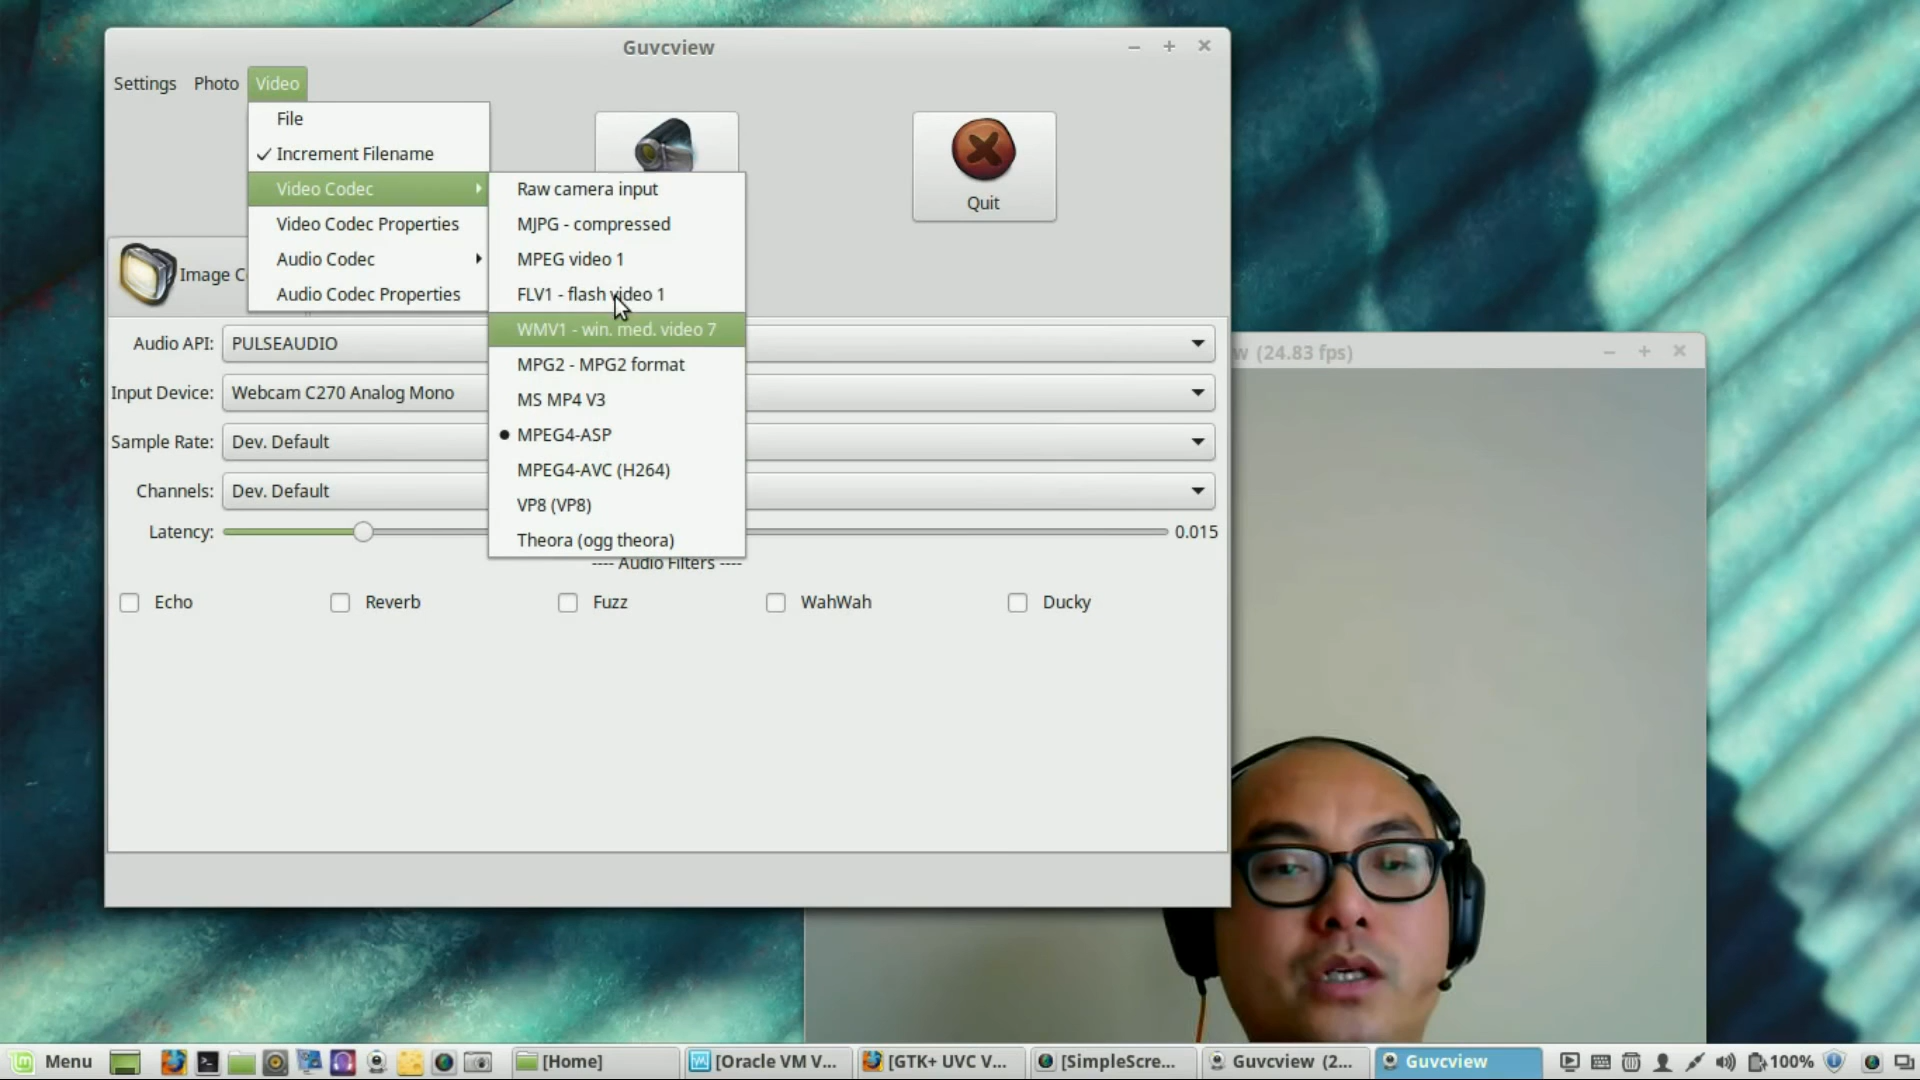 Guvcview
Settings Photo Video
File
Increment Filename
Video Codec
Video Codec Properties
Audio Codec
Audio Codec Properties
Raw camera input
MJPG - compressed
MPEG video 1
FLV1 - flash video 1
WMV1 - win. med. video 7
MPG2 - MPG2 format
MS MP4 V3
MPEG4-ASP
MPEG4-AVC (H264)
VP8 (VP8)
Theora (ogg theora)
Quit
Image C
Audio API: PULSEAUDIO
Input Device: Webcam C270 Analog Mono
Sample Rate: Dev. Default
Channels: Dev. Default
Latency: 0.015
---- Audio Filters ----
Echo Reverb Fuzz WahWah Ducky
w (24.83 fps)
Menu [Home] [Oracle VM V... [GTK+ UVC V... [SimpleScre... Guvcview (2... Guvcview 100%